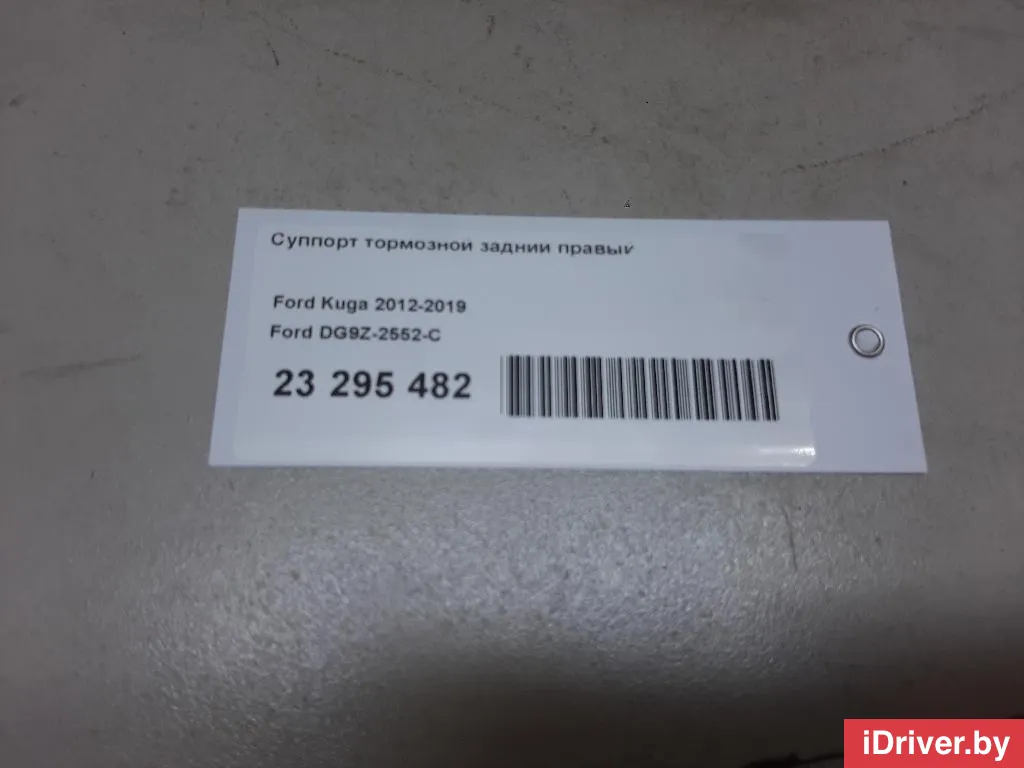 Суппорт тормозной задний правый
Ford Kuga 2012-2019
Ford DG9Z-2552-C
23 295 482
iDriver.by